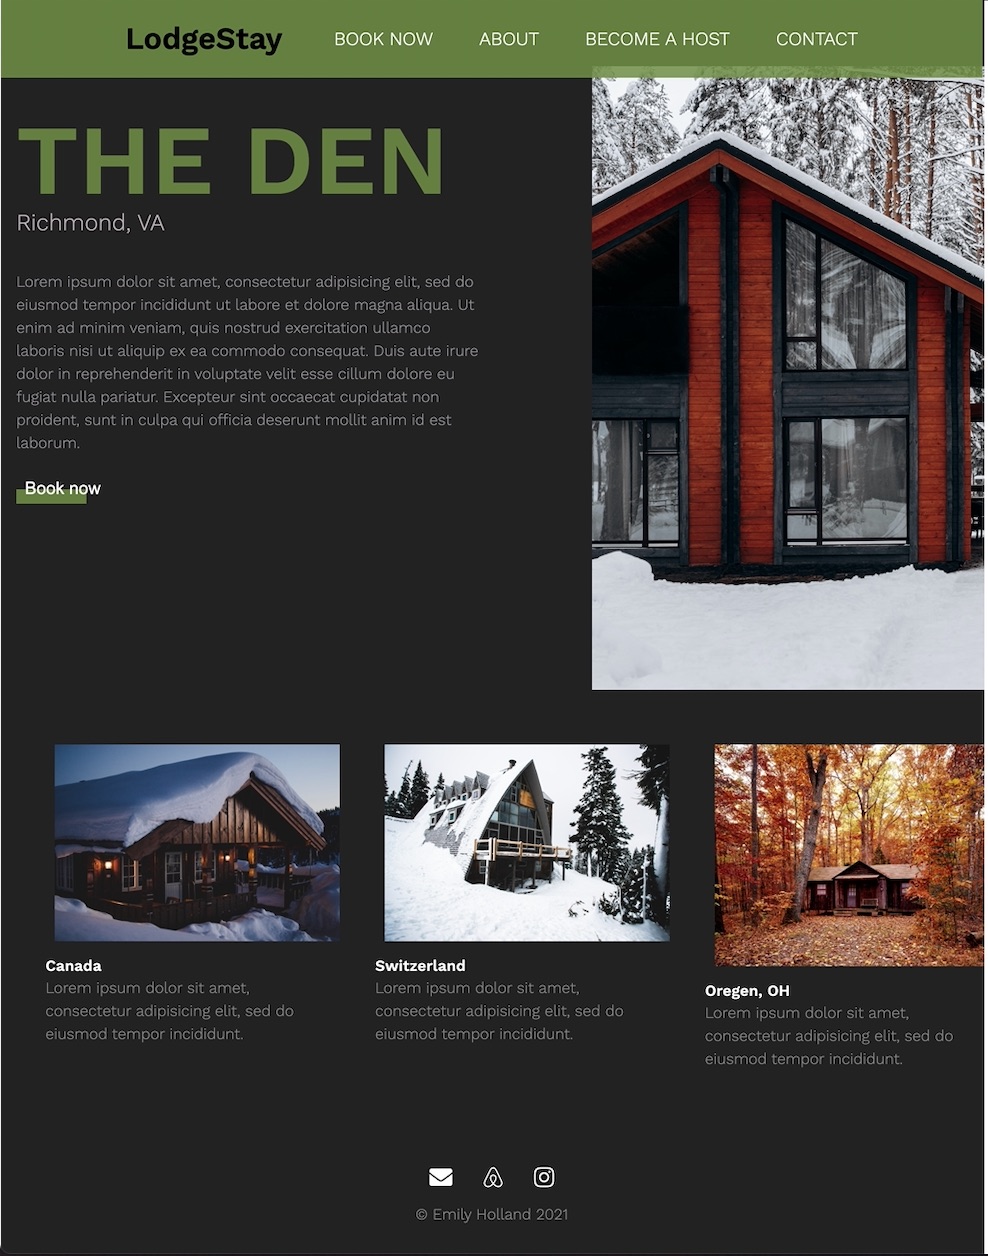 LodgeStay BOOK NOW ABOUT BECOME A HOST CONTACT
THE DEN
Richmond, VA
Lorem ipsum dolor sit amet, consectetur adipisicing elit, sed do
eiusmod tempor incididunt ut labore et dolore magna aliqua. Ut
enim ad minim veniam, quis nostrud exercitation ullamco
laboris nisi ut aliquip ex ea commodo consequat. Duis aute irure
dolor in reprehenderit in voluptate velit esse cillum dolore eu
fugiat nulla pariatur. Excepteur sint occaecat cupidatat non
proident, sunt in culpa qui officia deserunt mollit anim id est
laborum.
Book now
Canada
Lorem ipsum dolor sit amet,
consectetur adipisicing elit, sed do
eiusmod tempor incididunt.
Switzerland
Lorem ipsum dolor sit amet,
consectetur adipisicing elit, sed do
eiusmod tempor incididunt.
Oregen, OH
Lorem ipsum dolor sit amet,
consectetur adipisicing elit, sed do
eiusmod tempor incididunt.
© Emily Holland 2021